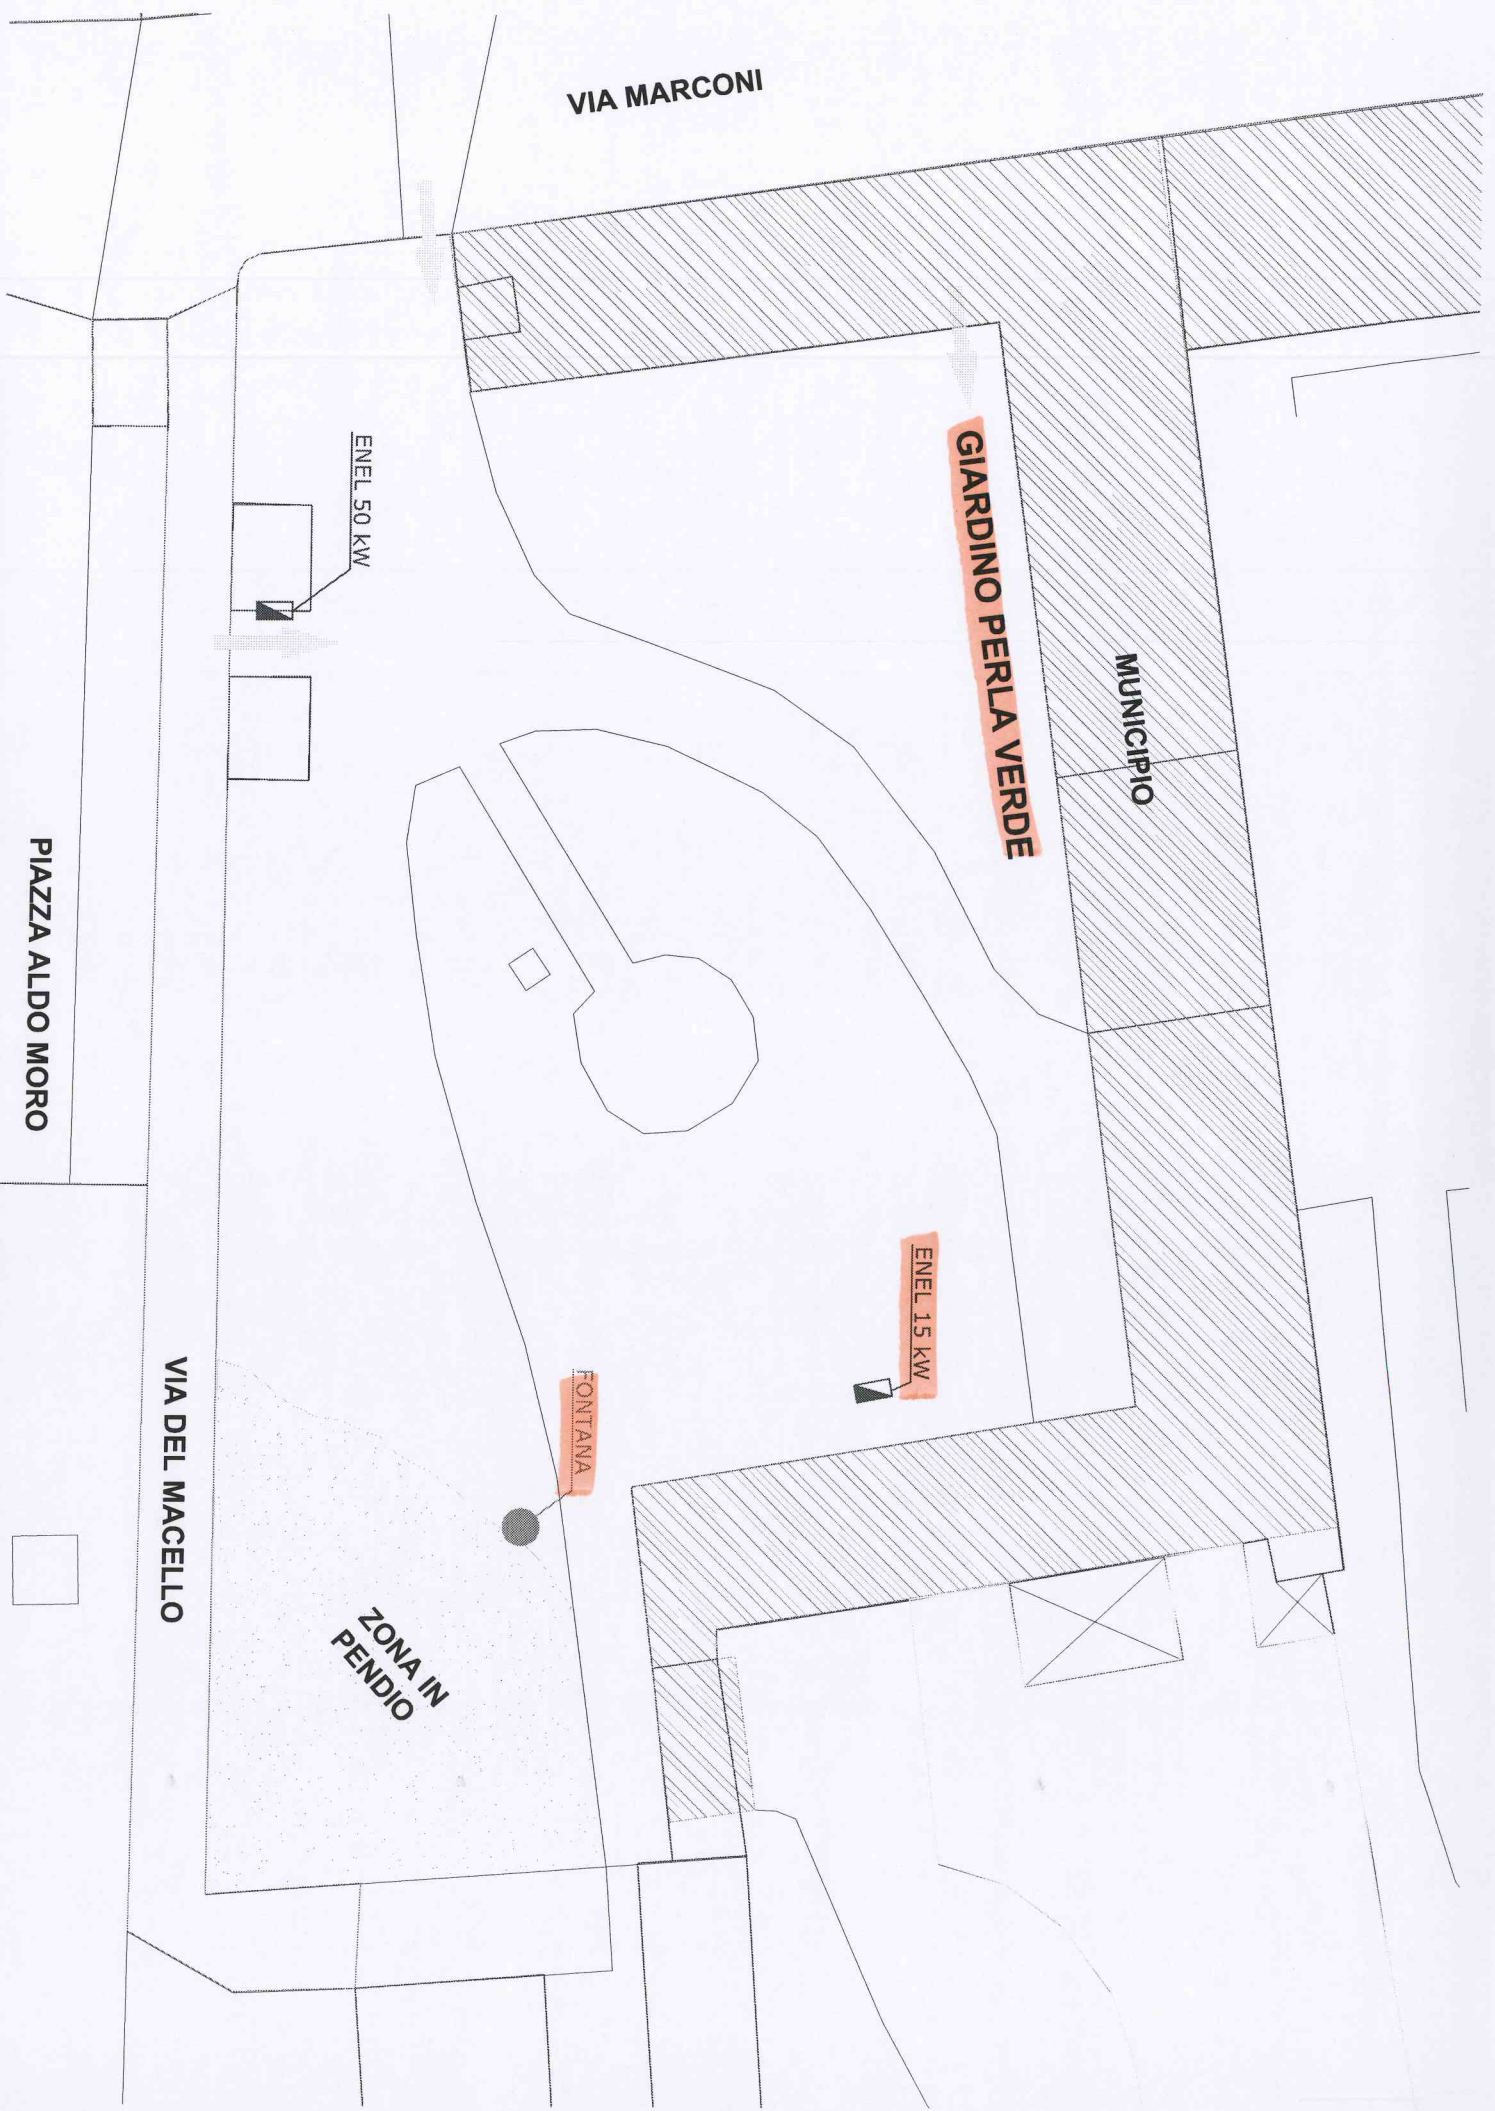 VIA MARCONI
GIARDINO PERLA VERDE
MUNICIPIO
ENEL 50 kW
ENEL 15 kW
FONTANA
ZONA IN
PENDIO
VIA DEL MACELLO
PIAZZA ALDO MORO